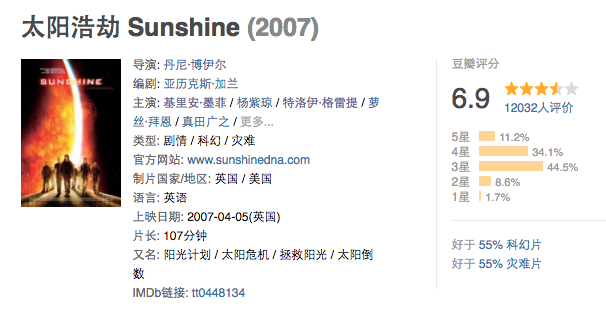 太阳浩劫 Sunshine (2007)
SUNSHINE
导演: 丹尼·博伊尔
编剧: 亚历克斯·加兰
主演: 基里安·墨菲 / 杨紫琼 / 特洛伊·格雷提 / 萝
丝·拜恩 / 真田广之 / 更多...
类型: 剧情 / 科幻 / 灾难
官方网站: www.sunshinedna.com
制片国家/地区: 英国 / 美国
语言: 英语
上映日期: 2007-04-05(英国)
片长: 107分钟
又名: 阳光计划 / 太阳危机 / 拯救阳光 / 太阳倒
数
IMDb链接: tt0448134
豆瓣评分
6.9
12032人评价
5星 11.2%
4星 34.1%
3星 44.5%
2星 8.6%
1星 1.7%
好于 55% 科幻片
好于 55% 灾难片